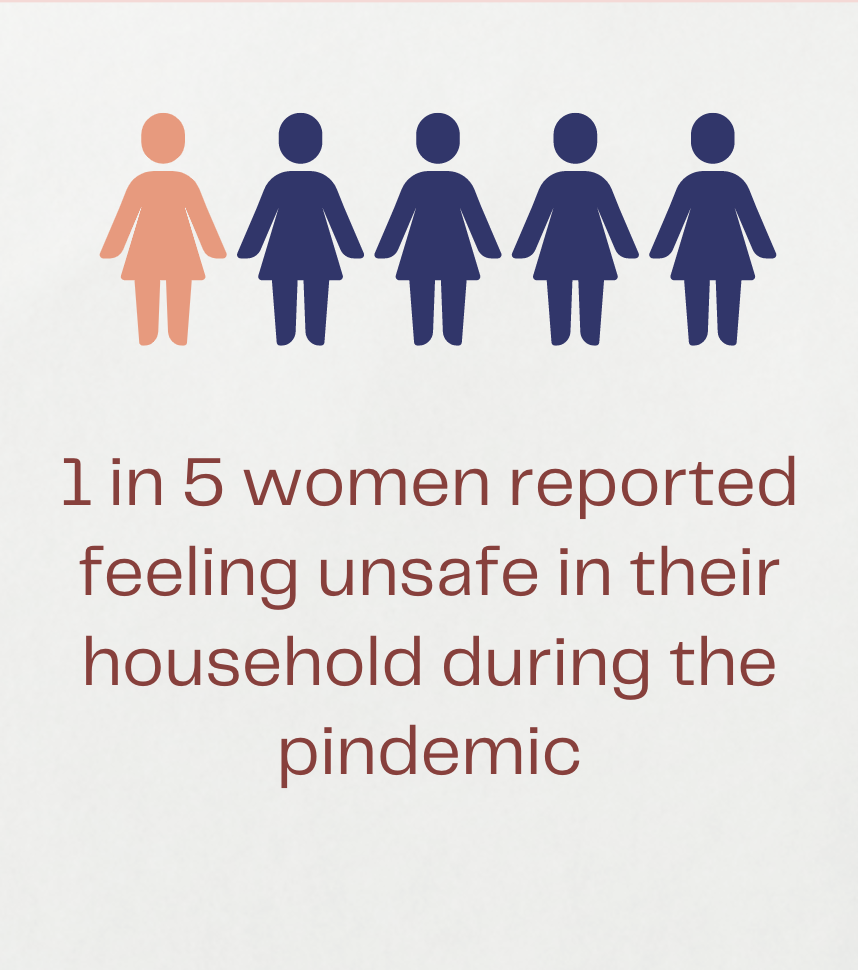 1 in 5 women reported
feeling unsafe in their
household during the
pindemic